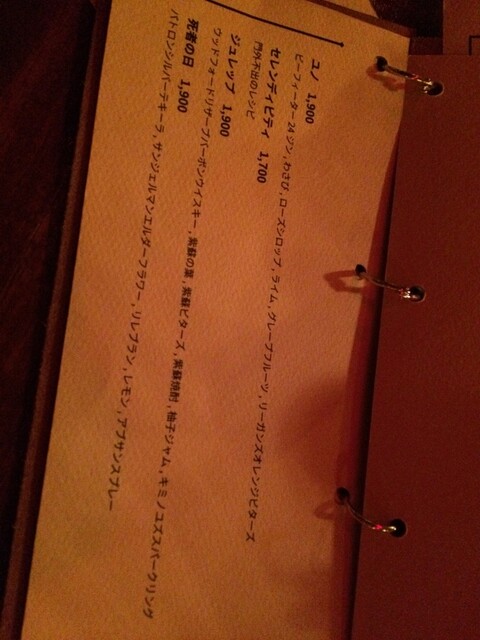 ユノ 1,900
ビーフィーター24ジン,わさび,ローズシロップ,ライム,グレープフルーツ,リーガンズオレンジビターズ
セレンディピティ 1,700
門外不出のレシピ
ジュレップ 1,900
ウッドフォードリザーブバーボンウイスキー,紫蘇の葉,紫蘇ビターズ,紫蘇焼酎,柚子ジャム,キミノユズスパークリング
死者の日 1,900
パトロンシルバーテキーラ,サンジェルマンエルダーフラワー,リレブラン,レモン,アブサンスプレー